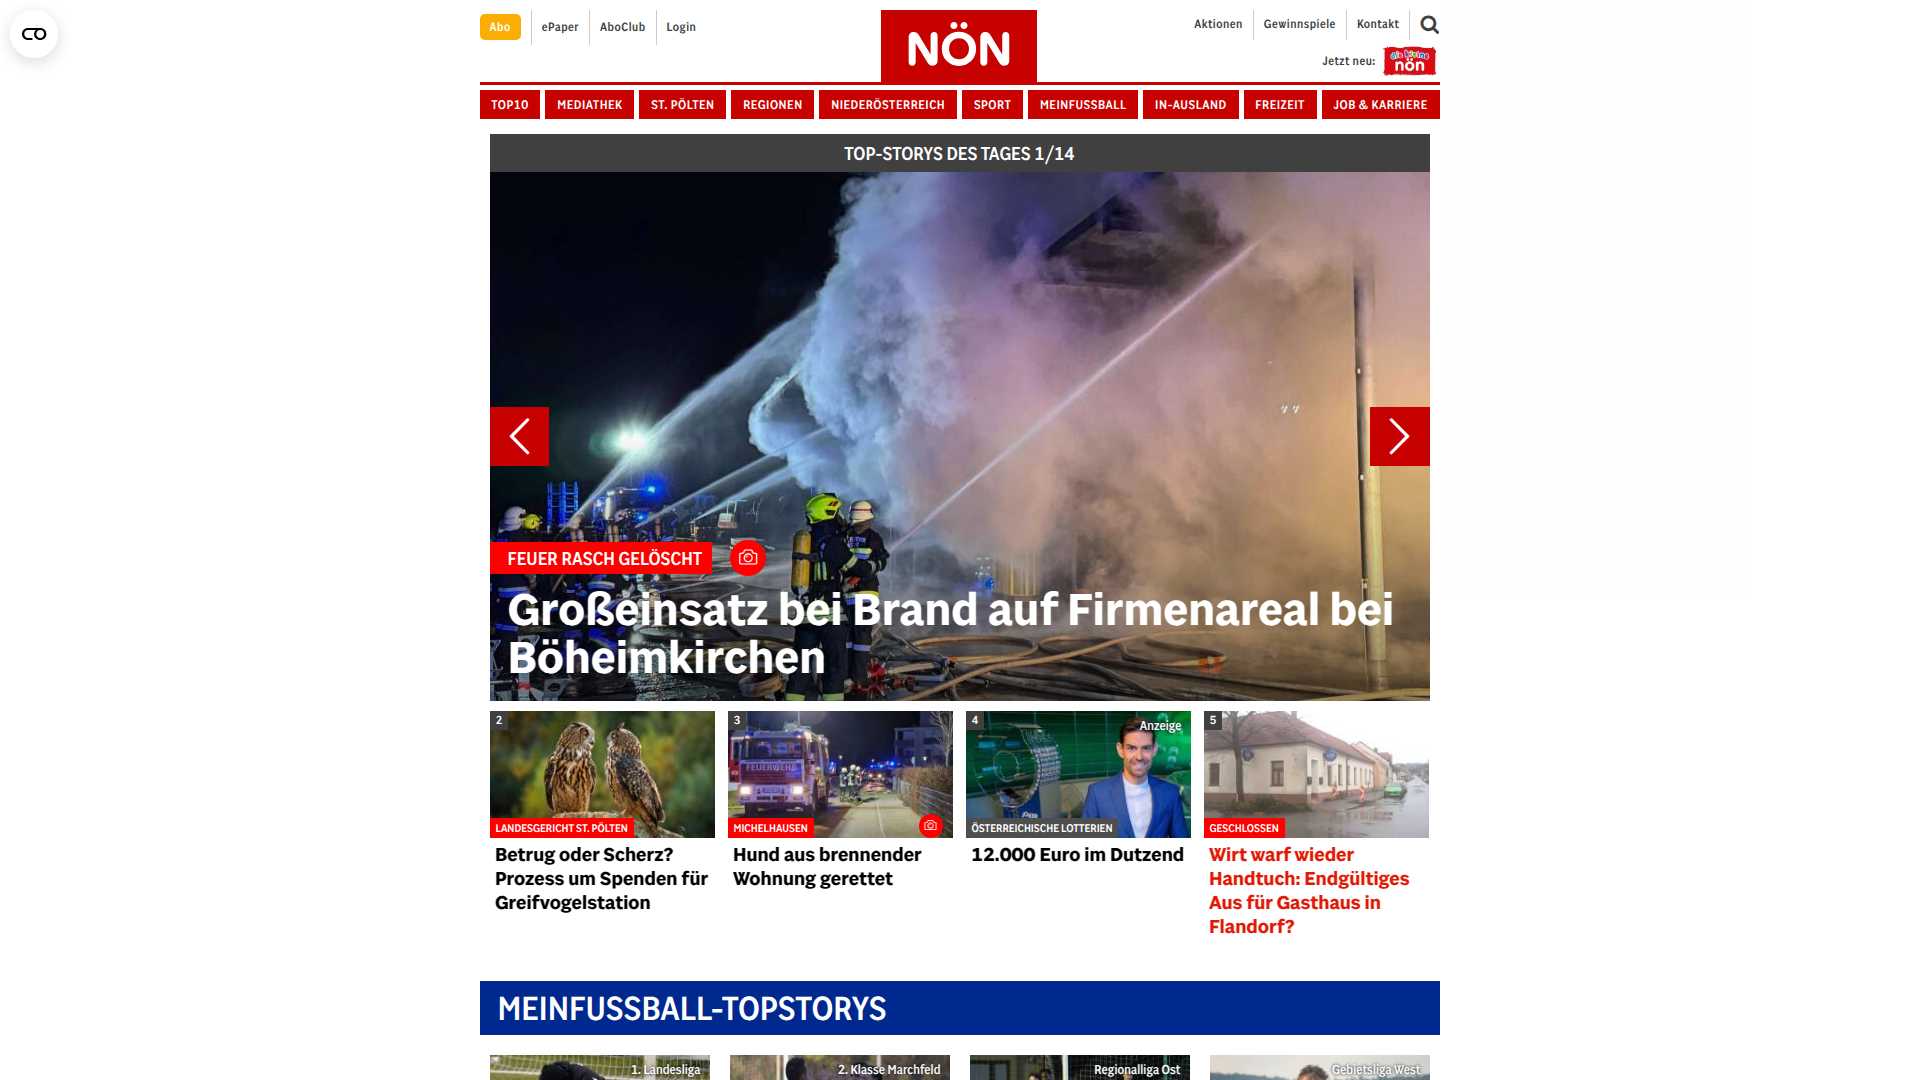 Abo
ePaper
AboClub
Login
NÖN
Aktionen
Gewinnspiele
Kontakt
Jetzt neu:
die kleine
nön
TOP10
MEDIATHEK
ST. PÖLTEN
REGIONEN
NIEDERÖSTERREICH
SPORT
MEINFUSSBALL
IN-AUSLAND
FREIZEIT
JOB & KARRIERE
TOP-STORYS DES TAGES 1/14
FEUER RASCH GELÖSCHT
Großeinsatz bei Brand auf Firmenareal bei
Böheimkirchen
2
LANDESGERICHT ST. PÖLTEN
Betrug oder Scherz?
Prozess um Spenden für
Greifvogelstation
3
FEUERWEHR
MICHELHAUSEN
Hund aus brennender
Wohnung gerettet
4
Anzeige
ÖSTERREICHISCHE LOTTERIEN
12.000 Euro im Dutzend
5
GESCHLOSSEN
Wirt warf wieder
Handtuch: Endgültiges
Aus für Gasthaus in
Flandorf?
MEINFUSSBALL-TOPSTORYS
1. Landesliga
2. Klasse Marchfeld
Regionalliga Ost
Gebietsliga West